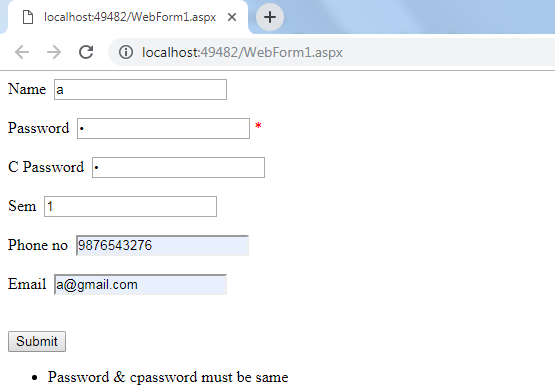 localhost:49482/WebForm1.aspx
localhost:49482/WebForm1.aspx
Name a
Password • *
C Password •
Sem 1
Phone no 9876543276
Email a@gmail.com
Submit
• Password & cpassword must be same